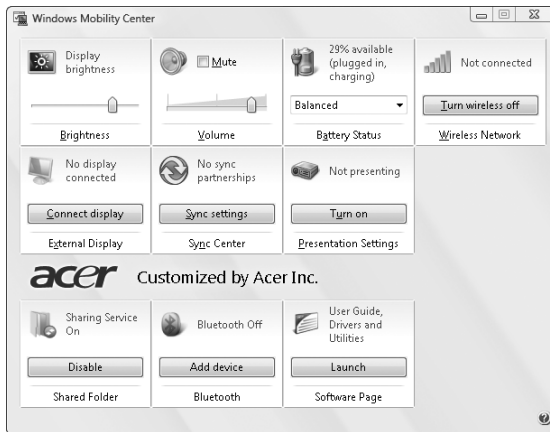 Windows Mobility Center
Display
brightness
Brightness
Mute
Volume
29% available
(plugged in,
charging)
Balanced
Battery Status
Not connected
Turn wireless off
Wireless Network
No display
connected
Connect display
External Display
No sync
partnerships
Sync settings
Sync Center
Not presenting
Turn on
Presentation Settings
acer Customized by Acer Inc.
Sharing Service
On
Disable
Shared Folder
Bluetooth Off
Add device
Bluetooth
User Guide,
Drivers and
Utilities
Launch
Software Page